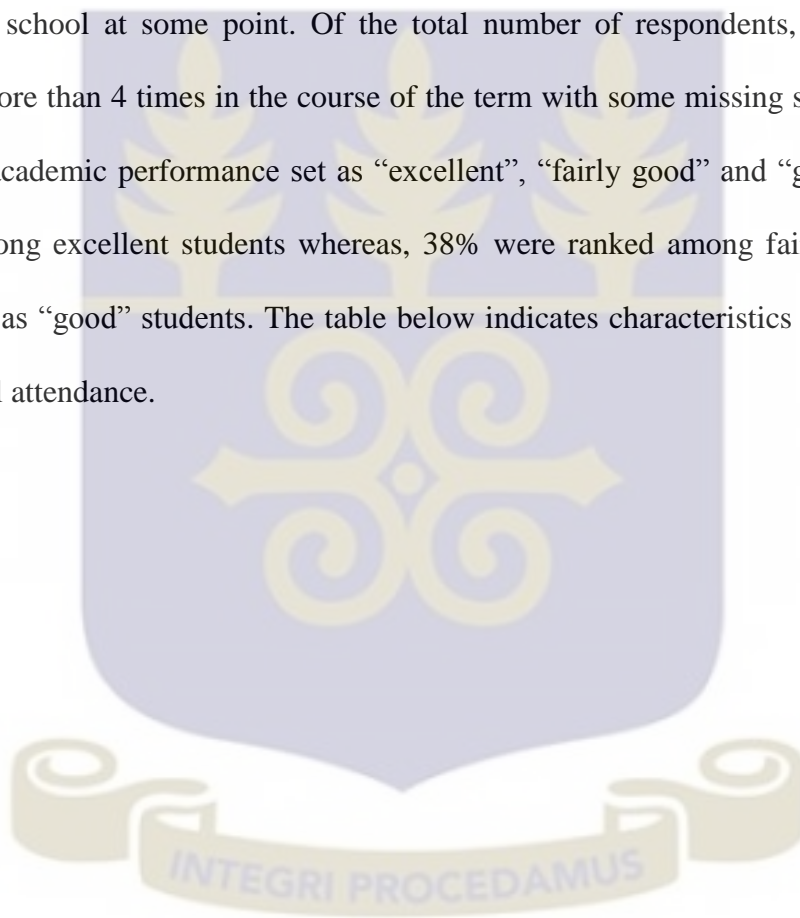 school at some point. Of the total number of respondents,
ore than 4 times in the course of the term with some missing s
academic performance set as “excellent”, “fairly good” and “g
ong excellent students whereas, 38% were ranked among fai
as “good” students. The table below indicates characteristics
l attendance.
INTEGRI PROCEDAMUS